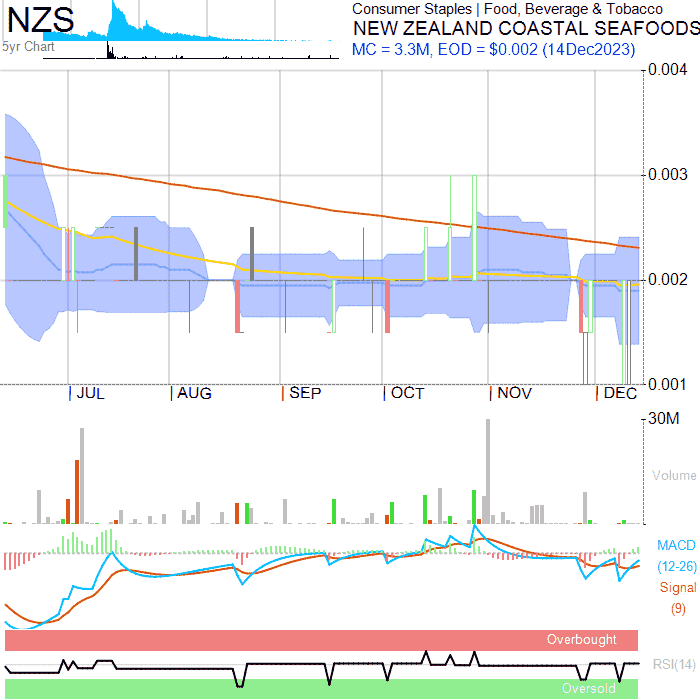 NZS
5yr Chart
Consumer Staples | Food, Beverage & Tobacco
NEW ZEALAND COASTAL SEAFOODS
MC = 3.3M, EOD = $0.002 (14Dec2023)
0.004
0.003
0.002
0.001
JUL AUG SEP OCT NOV DEC
30M
Volume
MACD
(12-26)
Signal
(9)
Overbought
RSI(14)
Oversold